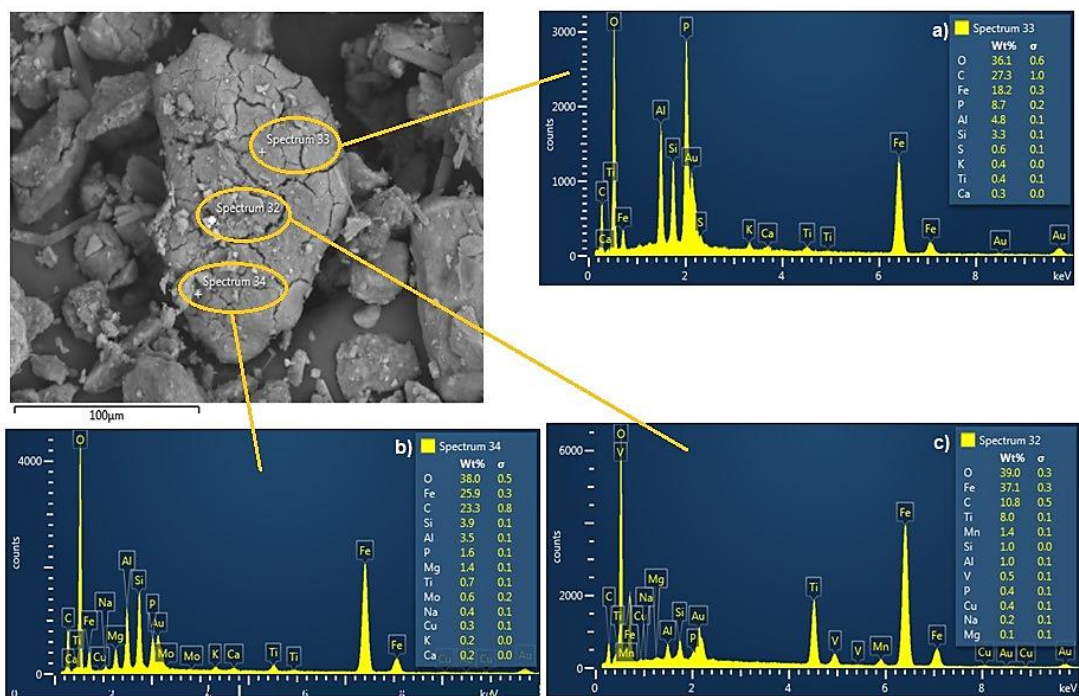 Spectrum 33
Spectrum 32
Spectrum 34
100μm
a)
Spectrum 33
Wt% σ
O 36.1 0.6
C 27.3 1.0
Fe 18.2 0.3
P 8.7 0.2
Al 4.8 0.1
Si 3.3 0.1
S 0.6 0.1
K 0.4 0.0
Ti 0.4 0.1
Ca 0.3 0.0
3000
2000
1000
0
counts
O P
Al
Si Au
Fe
Ti
C
Ca Fe S K Ca Ti Ti Fe Au Au
0 2 4 6 8 keV
b)
Spectrum 34
Wt% σ
O 38.0 0.5
Fe 25.9 0.3
C 23.3 0.8
Si 3.9 0.1
Al 3.5 0.1
P 1.6 0.1
Mg 1.4 0.1
Ti 0.7 0.1
Mo 0.6 0.2
Na 0.4 0.1
Cu 0.3 0.1
K 0.2 0.0
Ca 0.2 0.0
4000
2000
0
counts
O
Al
Si Fe
Na P
C Fe Au
Ti Mg
Ca Cu Mo Mo K Ca Ti Ti Fe Cu Au Cu Au
2 4 6 8 keV
c)
Spectrum 32
Wt% σ
O 39.0 0.3
Fe 37.1 0.3
C 10.8 0.5
Ti 8.0 0.1
Mn 1.4 0.1
Si 1.0 0.0
Al 1.0 0.1
V 0.5 0.1
P 0.4 0.1
Cu 0.4 0.1
Na 0.2 0.1
Mg 0.1 0.1
6000
4000
2000
0
counts
O
V
Fe
Mg
C Na Ti
Ti Cu Si Au
Fe Al P V V Mn Fe
Mn Cu Au Cu Au
0 2 4 6 8 keV